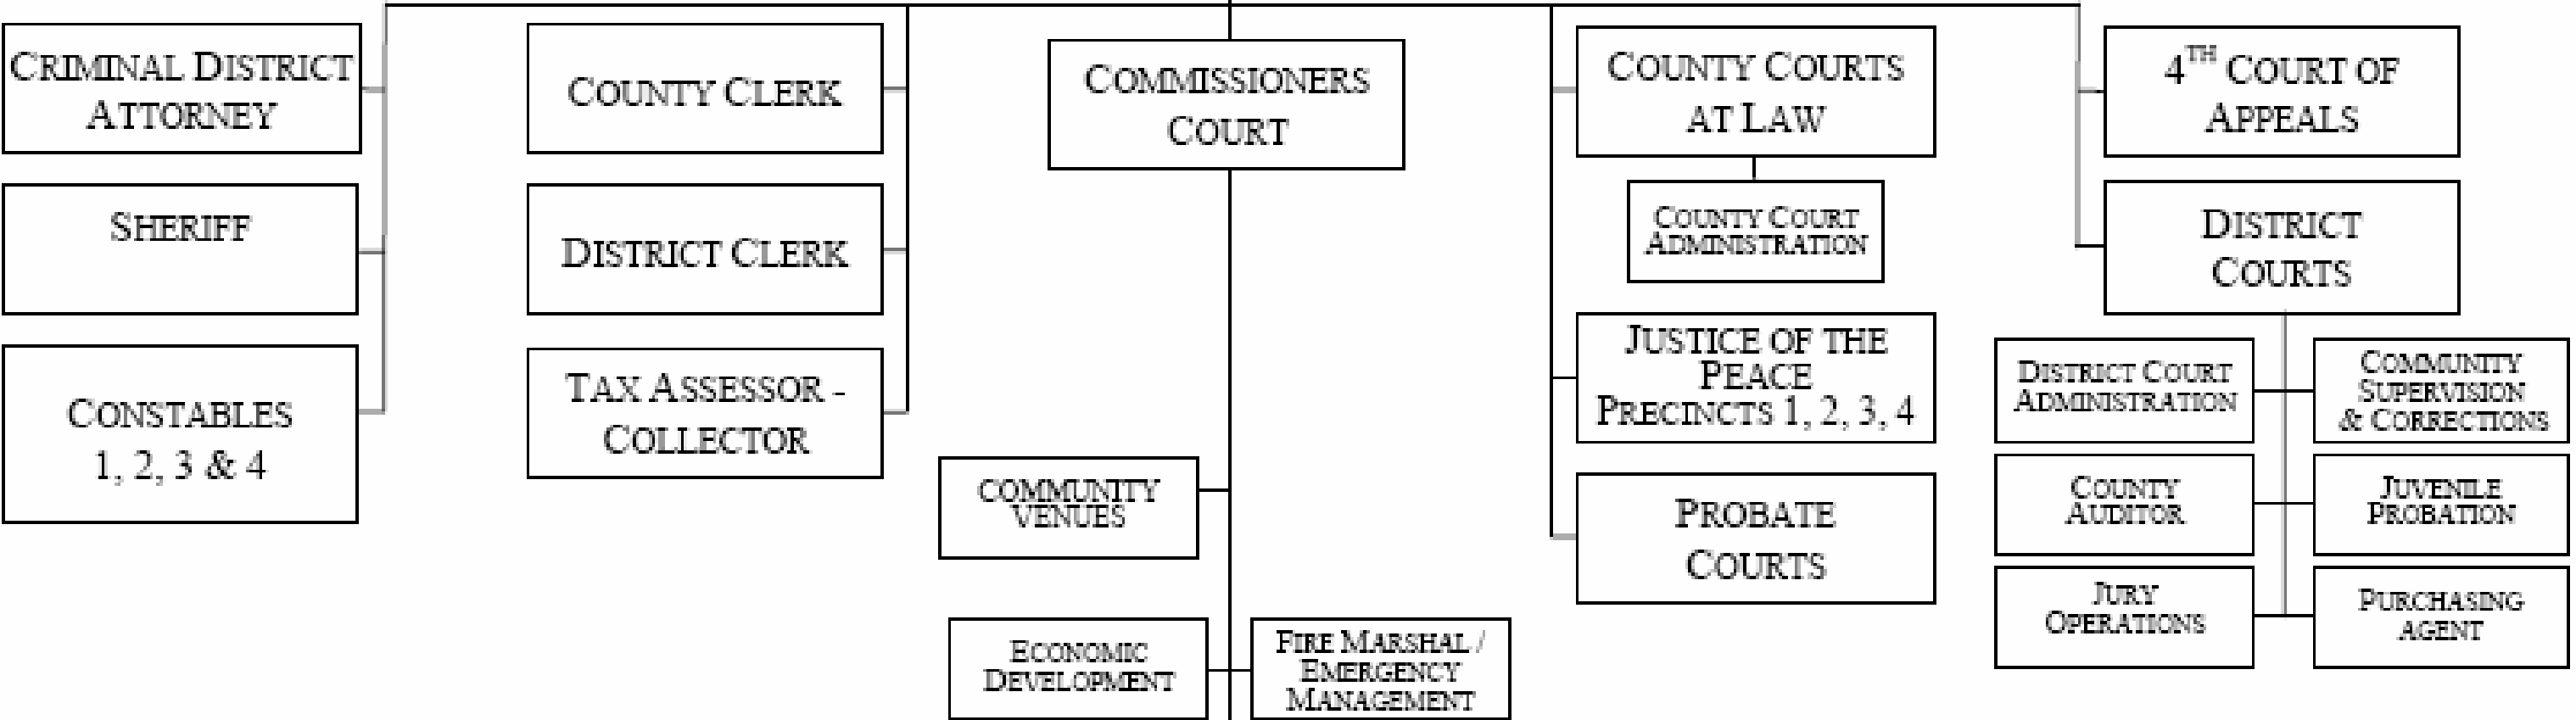 CRIMINAL DISTRICT
ATTORNEY
SHERIFF
CONSTABLES
1, 2, 3 & 4
COUNTY CLERK
DISTRICT CLERK
TAX ASSESSOR -
COLLECTOR
COMMISSIONERS
COURT
COMMUNITY
VENUES
ECONOMIC
DEVELOPMENT
FIRE MARSHAL /
EMERGENCY
MANAGEMENT
COUNTY COURTS
AT LAW
COUNTY COURT
ADMINISTRATION
JUSTICE OF THE
PEACE
PRECINCTS 1, 2, 3, 4
PROBATE
COURTS
4TH COURT OF
APPEALS
DISTRICT
COURTS
DISTRICT COURT
ADMINISTRATION
COMMUNITY
SUPERVISION
& CORRECTIONS
COUNTY
AUDITOR
JUVENILE
PROBATION
JURY
OPERATIONS
PURCHASING
AGENT